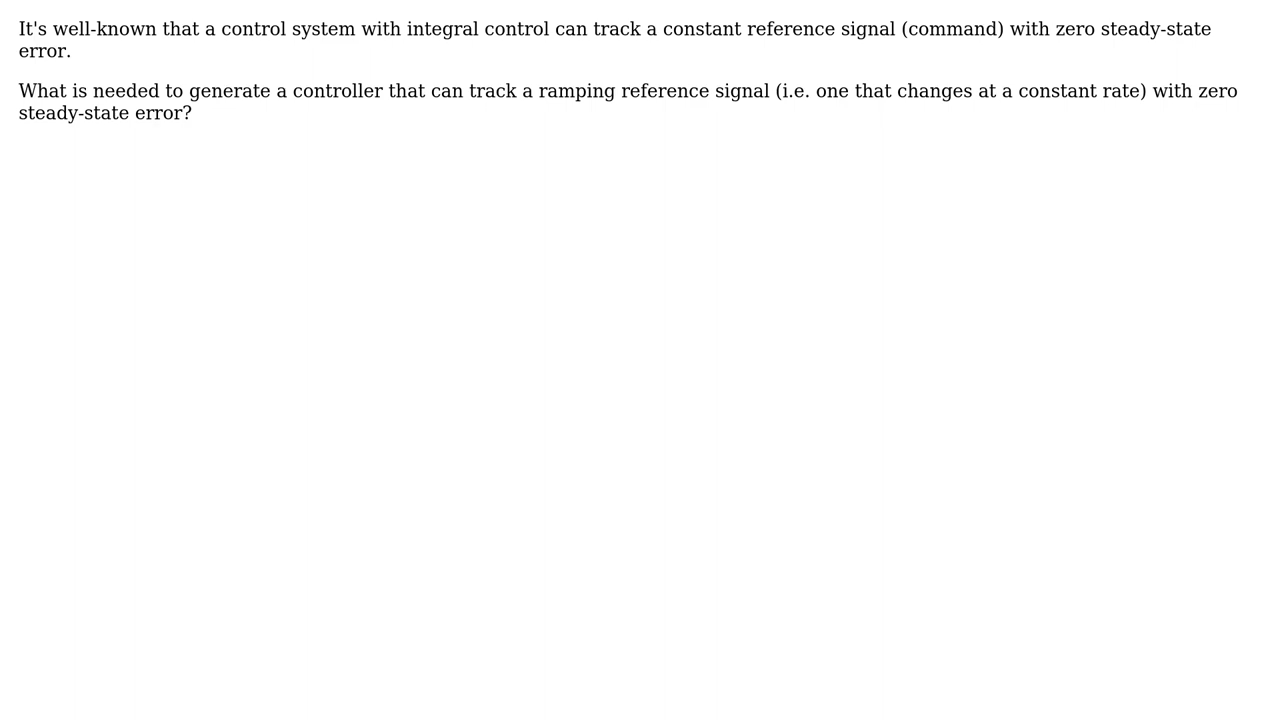 It's well-known that a control system with integral control can track a constant reference signal (command) with zero steady-state
error.
What is needed to generate a controller that can track a ramping reference signal (i.e. one that changes at a constant rate) with zero
steady-state error?